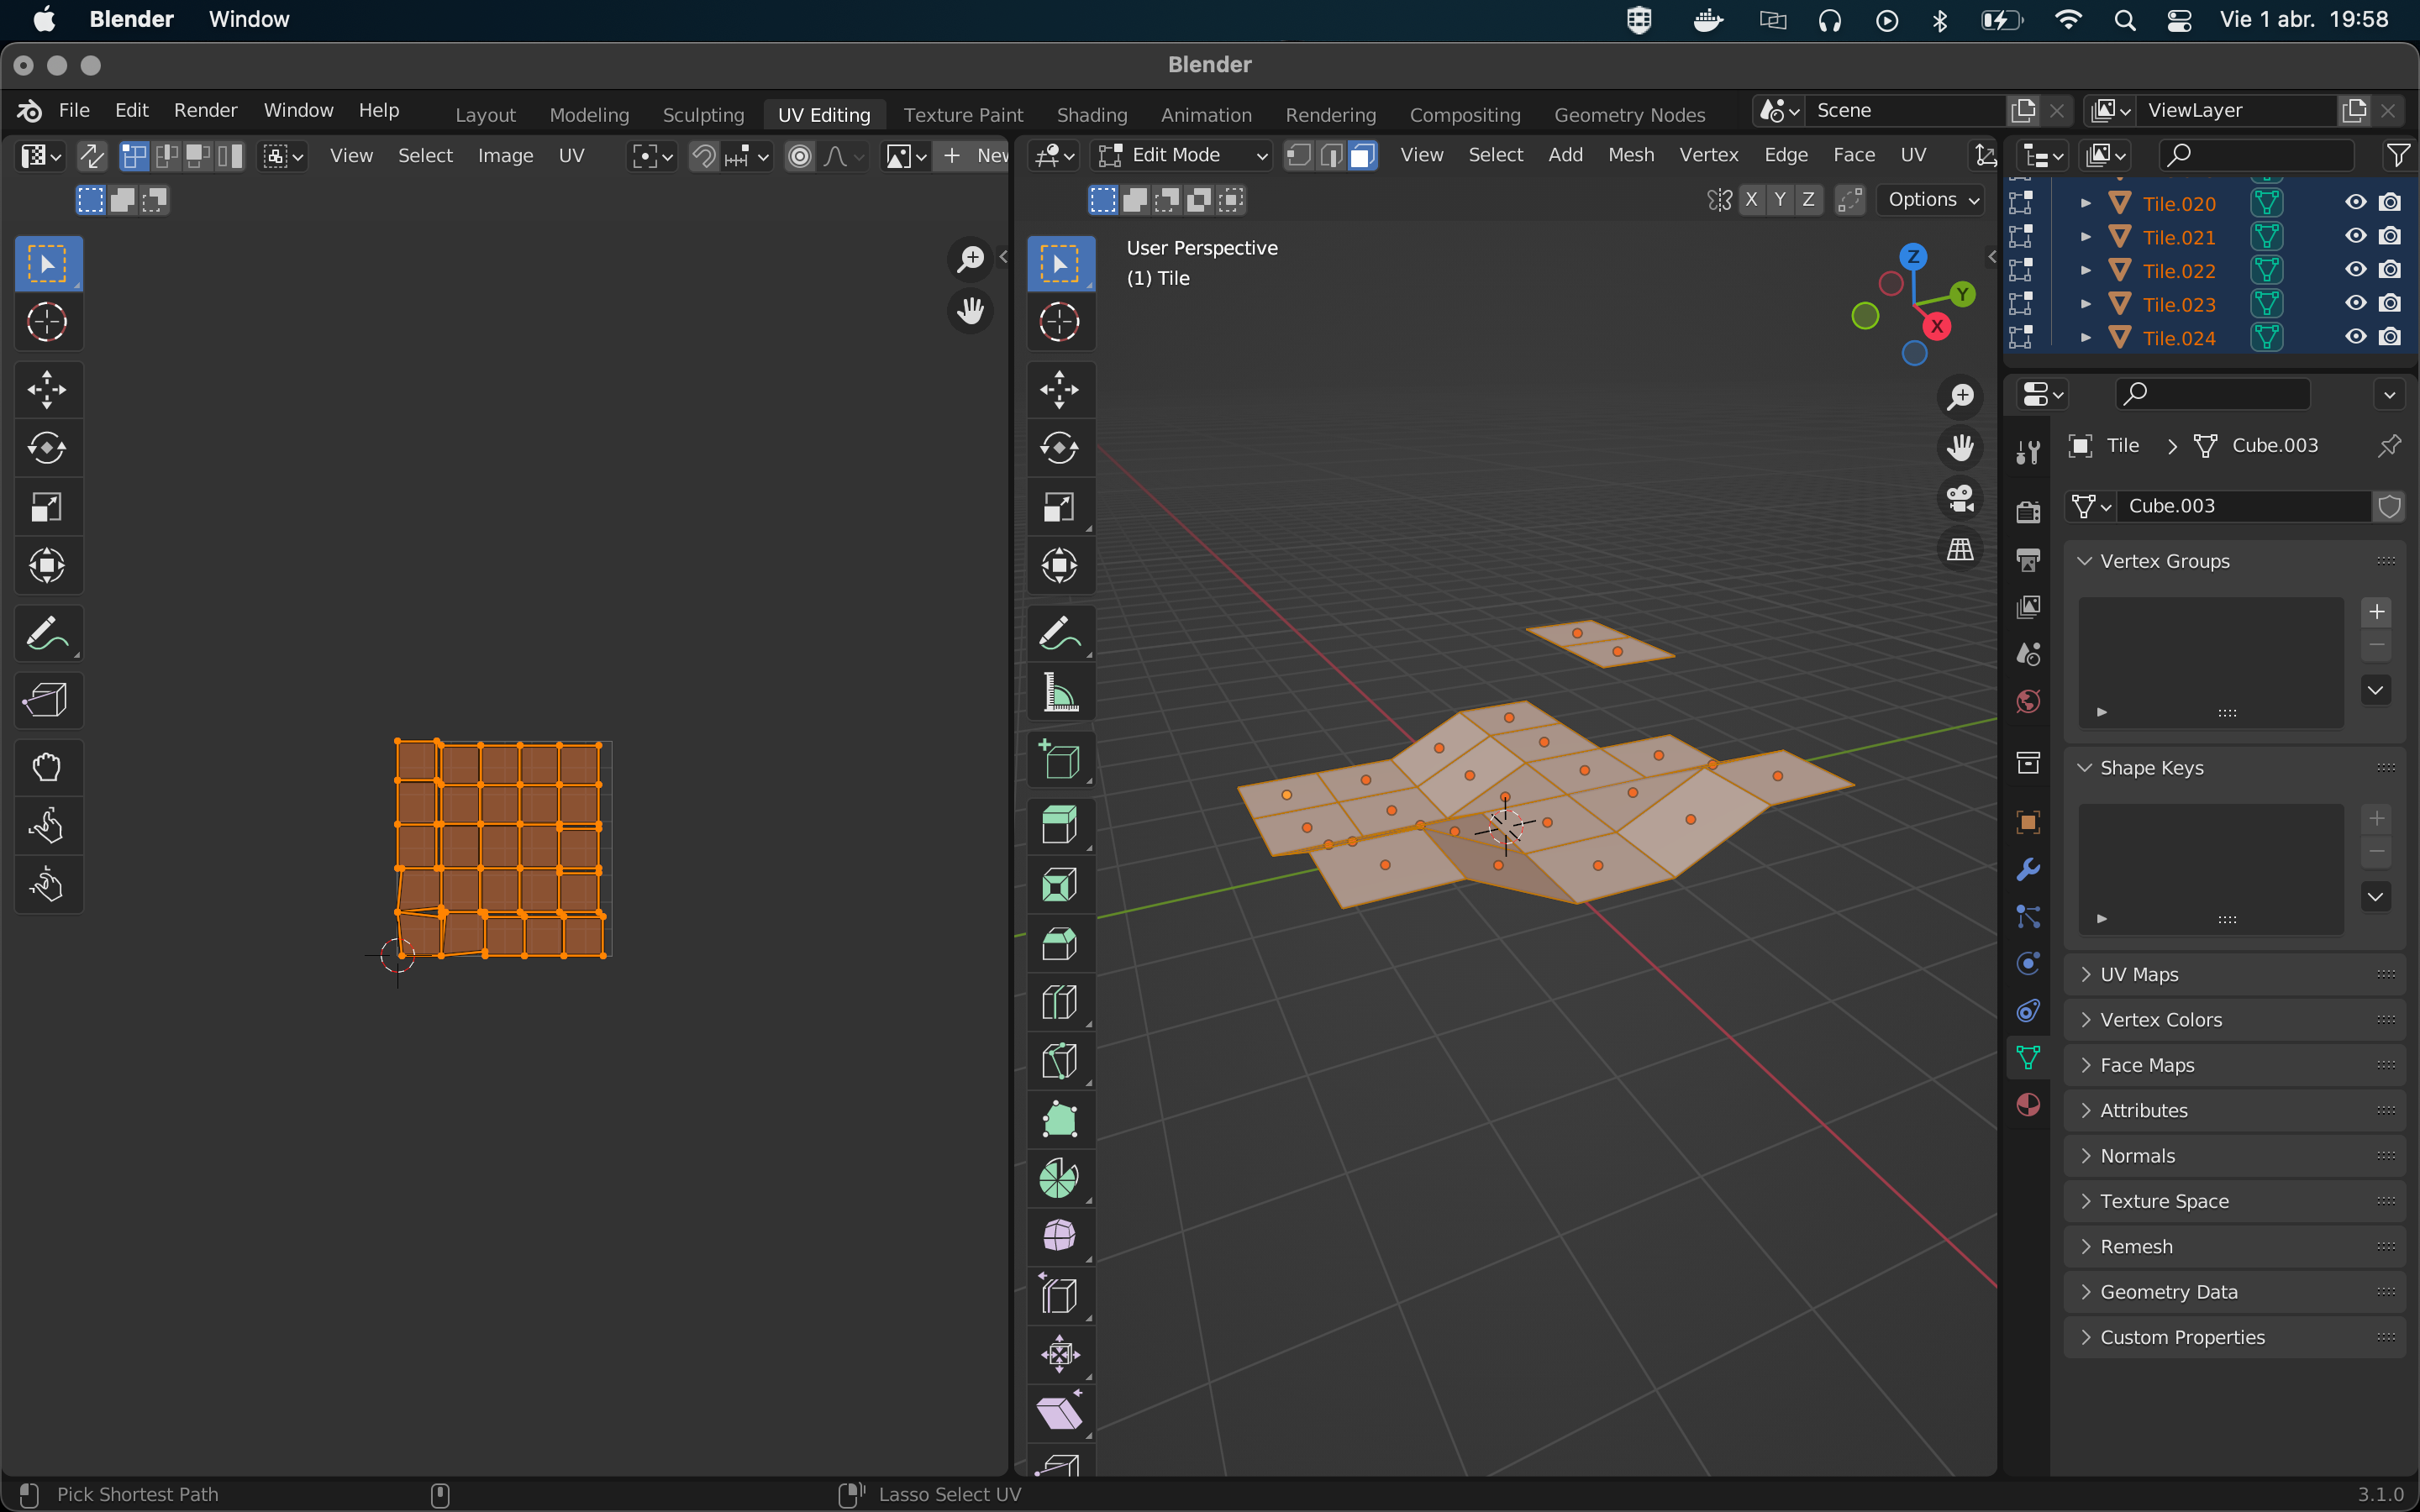 Blender Window Vie 1 abr. 19:58
Blender
File Edit Render Window Help Layout Modeling Sculpting UV Editing Texture Paint Shading Animation Rendering Compositing Geometry Nodes Scene ViewLayer
View Select Image UV New
Edit Mode View Select Add Mesh Vertex Edge Face UV
X Y Z Options
User Perspective
(1) Tile
Z
Y
X
Tile.020
Tile.021
Tile.022
Tile.023
Tile.024
Tile Cube.003
Cube.003
Vertex Groups
Shape Keys
UV Maps
Vertex Colors
Face Maps
Attributes
Normals
Texture Space
Remesh
Geometry Data
Custom Properties
Pick Shortest Path Lasso Select UV 3.1.0